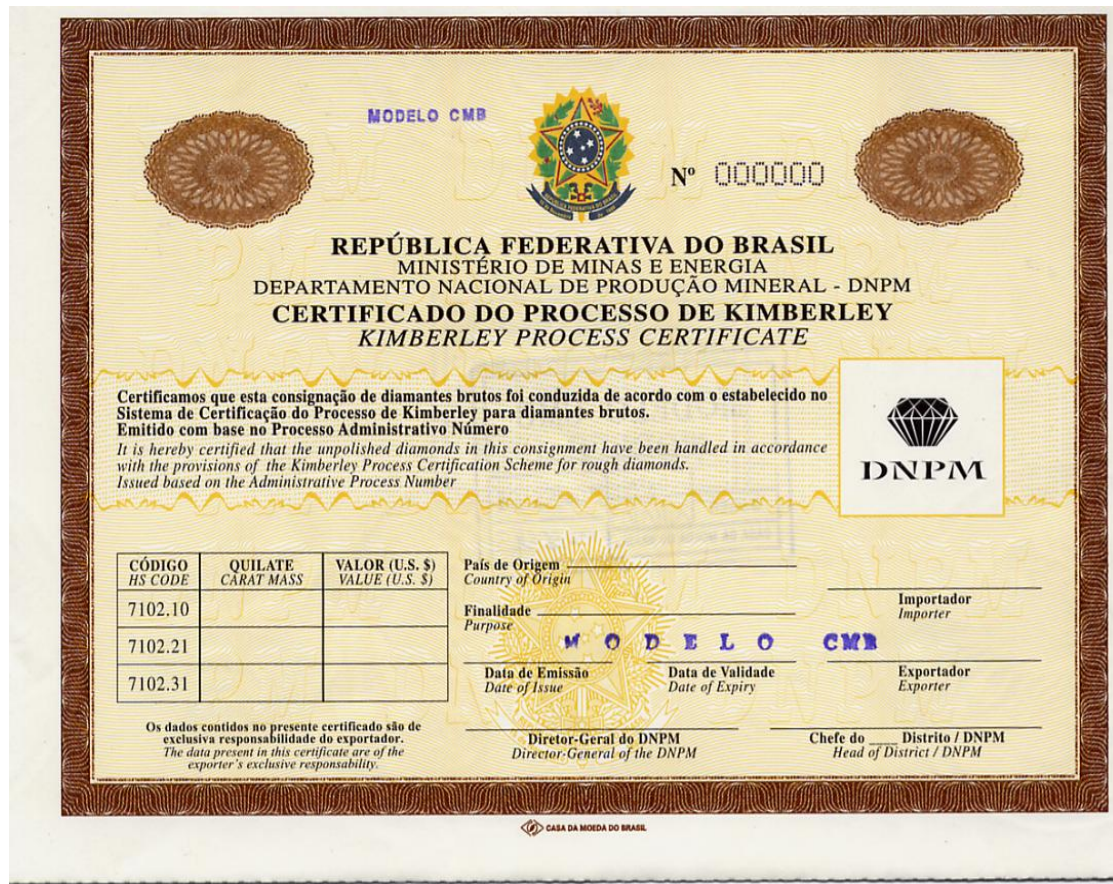 MODELO CMB
Nº 000000
REPÚBLICA FEDERATIVA DO BRASIL
MINISTÉRIO DE MINAS E ENERGIA
DEPARTAMENTO NACIONAL DE PRODUÇÃO MINERAL - DNPM
CERTIFICADO DO PROCESSO DE KIMBERLEY
KIMBERLEY PROCESS CERTIFICATE
Certificamos que esta consignação de diamantes brutos foi conduzida de acordo com o estabelecido no
Sistema de Certificação do Processo de Kimberley para diamantes brutos.
Emitido com base no Processo Administrativo Número
It is hereby certified that the unpolished diamonds in this consignment have been handled in accordance
with the provisions of the Kimberley Process Certification Scheme for rough diamonds.
Issued based on the Administrative Process Number
DNPM
CÓDIGO QUILATE VALOR (U.S. $)
HS CODE CARAT MASS VALUE (U.S. $)
7102.10
7102.21
7102.31
País de Origem
Country of Origin
Importador
Importer
Finalidade
Purpose
MODELO CMB
Data de Emissão Data de Validade Exportador
Date of Issue Date of Expiry Exporter
Os dados contidos no presente certificado são de
exclusiva responsabilidade do exportador.
The data present in this certificate are of the
exporter's exclusive responsability.
Diretor-Geral do DNPM Chefe do ____ Distrito / DNPM
Director-General of the DNPM Head of District / DNPM
CASA DA MOEDA DO BRASIL